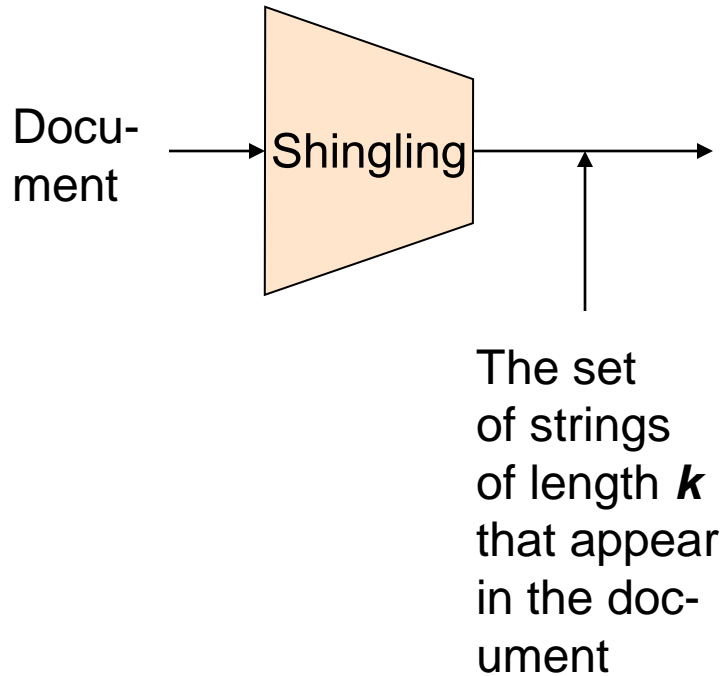 Docu-
ment
Shingling
The set
of strings
of length k
that appear
in the doc-
ument